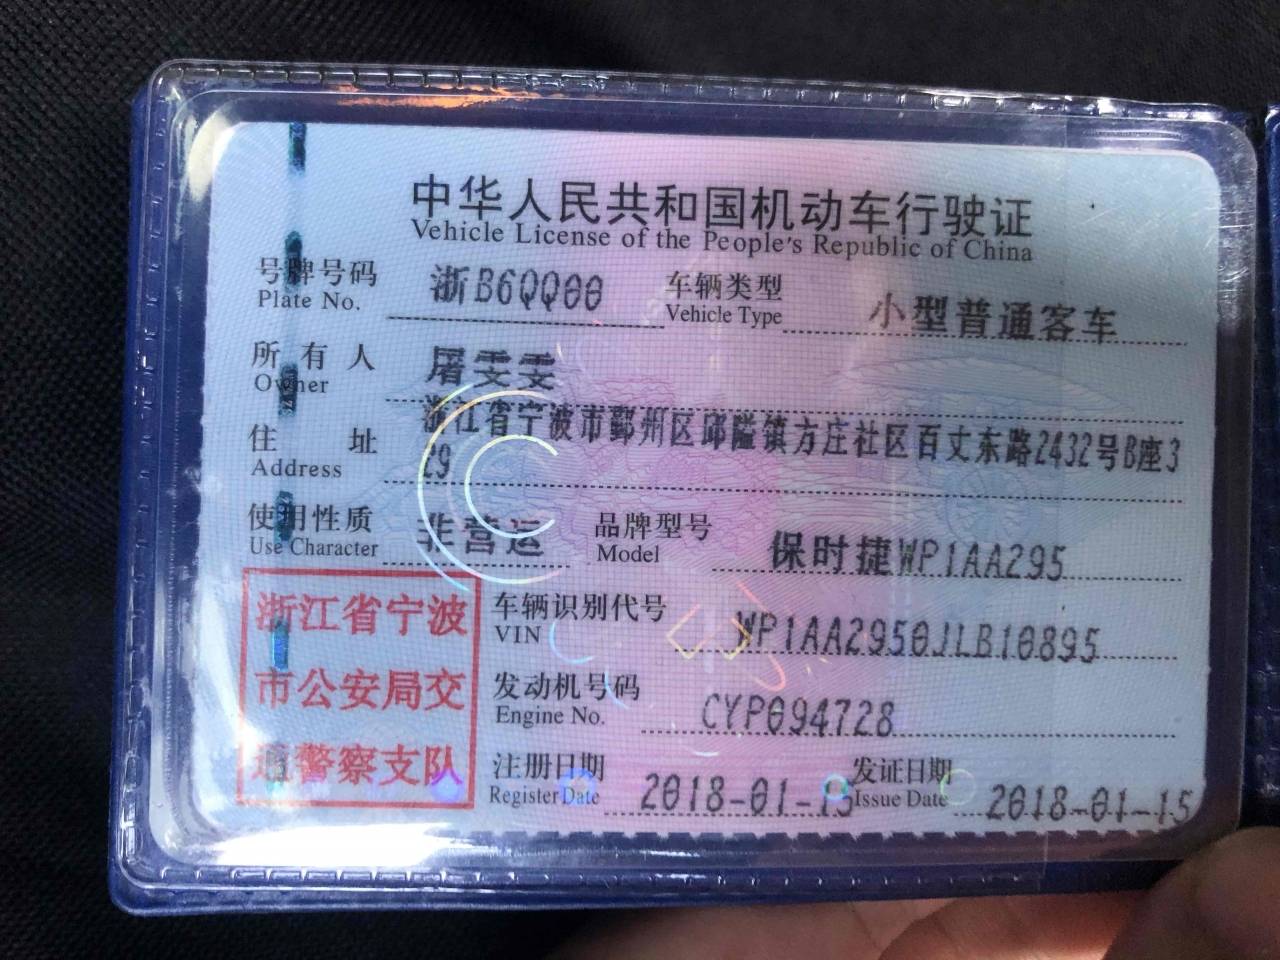 中华人民共和国机动车行驶证
Vehicle License of the People's Republic of China
号牌号码 浙B6QQ00 车辆类型 小型普通客车
Plate No. Vehicle Type
所有人 屠雯雯
Owner
住址 浙江省宁波市鄞州区邱隘镇方庄社区百丈东路2432号B座3
Address 29
使用性质 非营运 品牌型号 保时捷WP1AA295
Use Character Model
浙江省宁波
市公安局交
通警察支队
车辆识别代号 WP1AA2950JLB10895
VIN
发动机号码 CYP094728
Engine No.
注册日期 2018-01-15 发证日期 2018-01-15
Register Date Issue Date